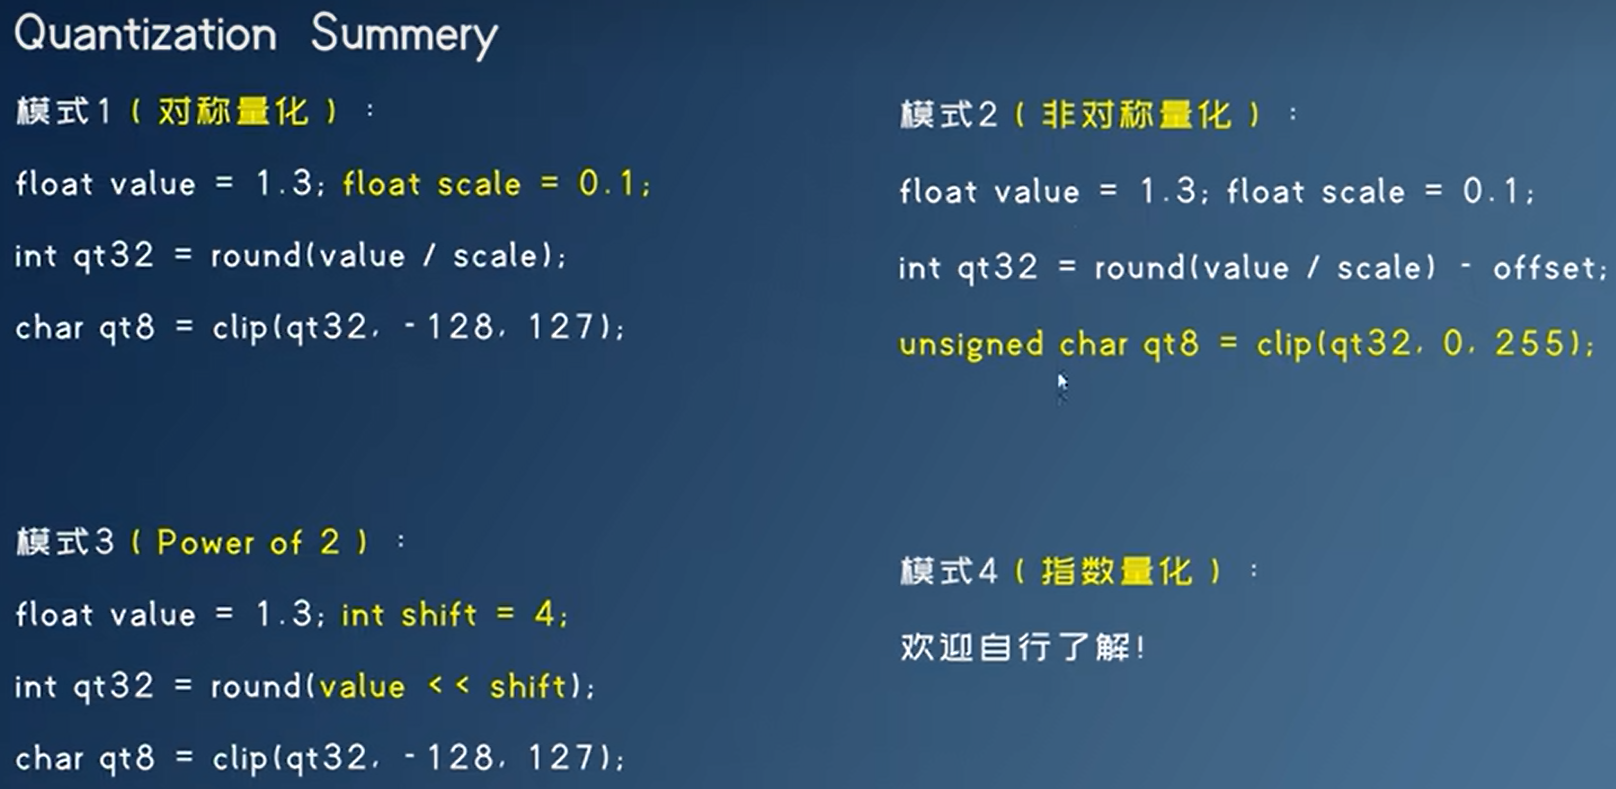 Quantization Summery
模式1（对称量化）：
float value = 1.3; float scale = 0.1;
int qt32 = round(value / scale);
char qt8 = clip(qt32, -128, 127);
模式2（非对称量化）：
float value = 1.3; float scale = 0.1;
int qt32 = round(value / scale) - offset;
unsigned char qt8 = clip(qt32, 0, 255);
模式3（Power of 2）：
float value = 1.3; int shift = 4;
int qt32 = round(value << shift);
char qt8 = clip(qt32, -128, 127);
模式4（指数量化）：
欢迎自行了解!